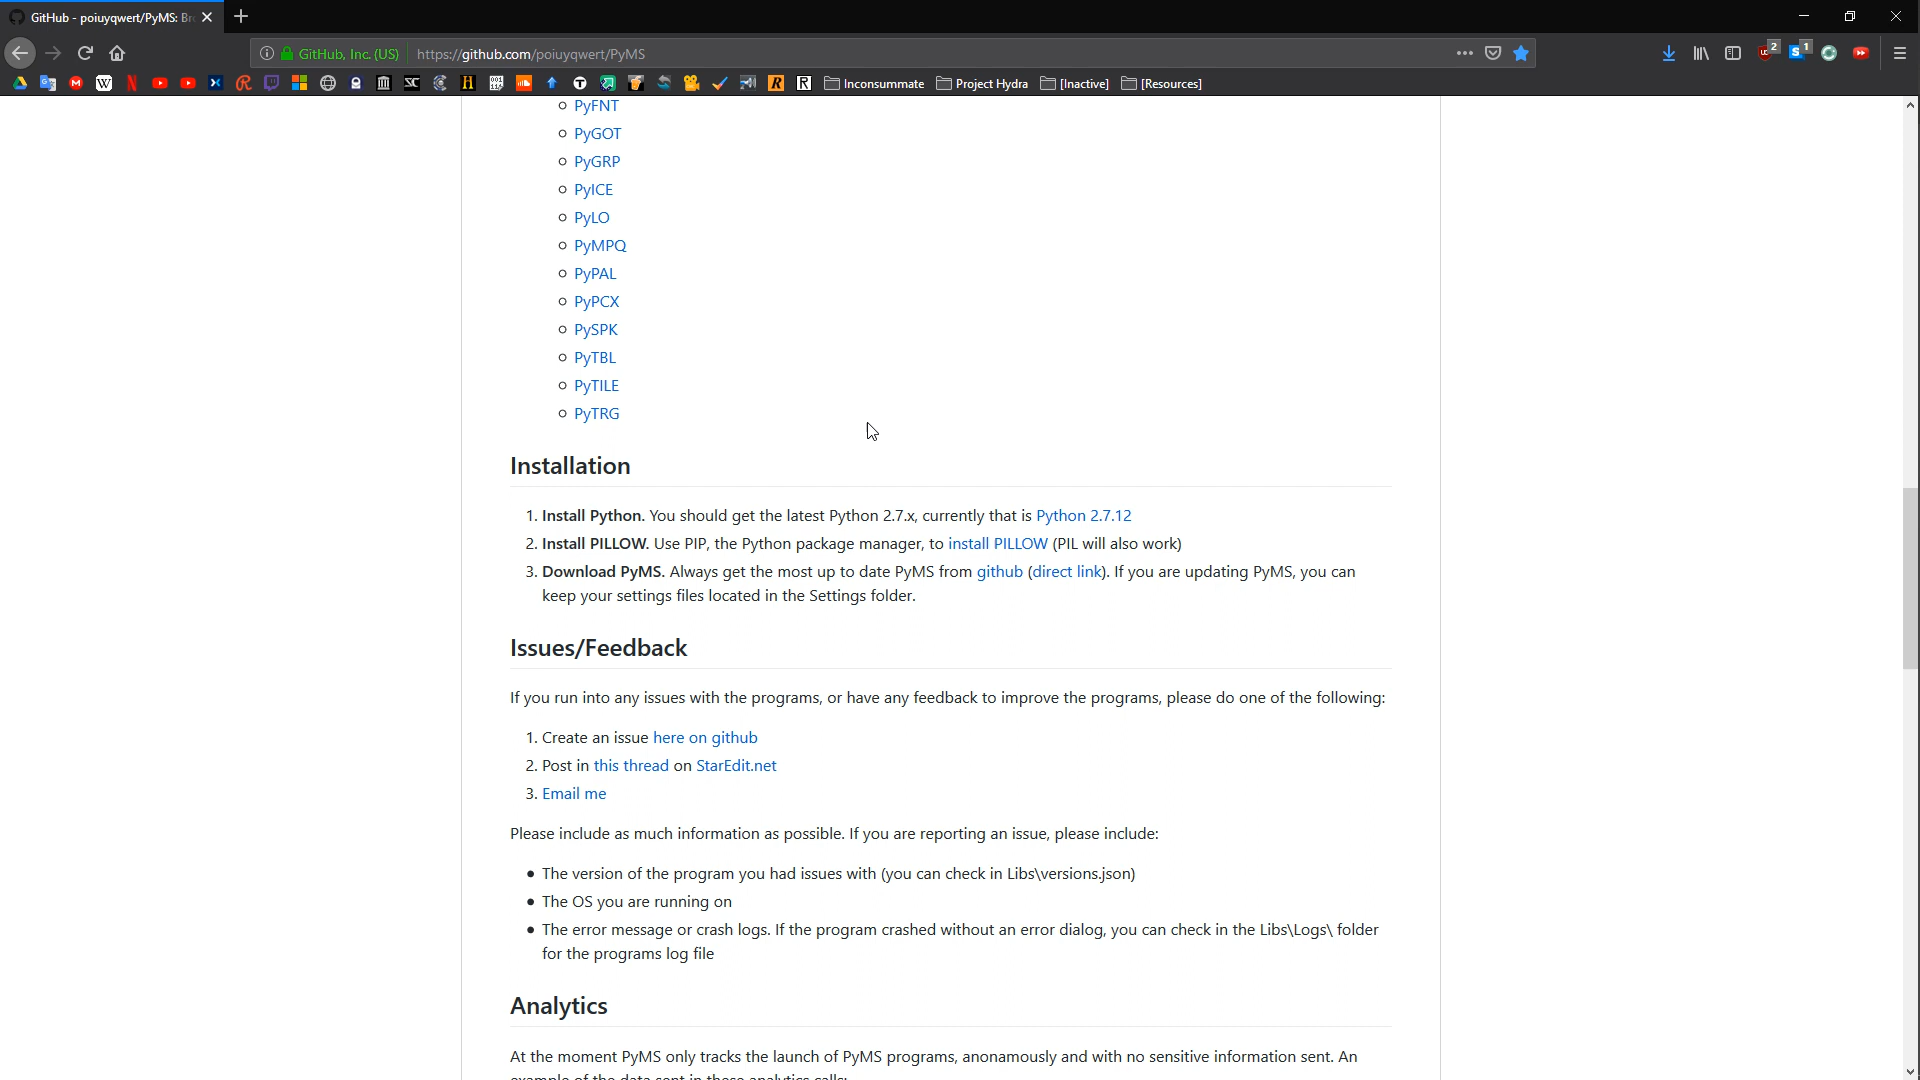 GitHub - poiuyqwert/PyMS: Br
GitHub, Inc. (US)
https://github.com/poiuyqwert/PyMS
2
1
Inconsummate
Project Hydra
[Inactive]
[Resources]
PyFNT
PyGOT
PyGRP
PyICE
PyLO
PyMPQ
PyPAL
PyPCX
PySPK
PyTBL
PyTILE
PyTRG
Installation
1. Install Python. You should get the latest Python 2.7.x, currently that is Python 2.7.12
2. Install PILLOW. Use PIP, the Python package manager, to install PILLOW (PIL will also work)
3. Download PyMS. Always get the most up to date PyMS from github (direct link). If you are updating PyMS, you can
keep your settings files located in the Settings folder.
Issues/Feedback
If you run into any issues with the programs, or have any feedback to improve the programs, please do one of the following:
1. Create an issue here on github
2. Post in this thread on StarEdit.net
3. Email me
Please include as much information as possible. If you are reporting an issue, please include:
The version of the program you had issues with (you can check in Libs\versions.json)
The OS you are running on
The error message or crash logs. If the program crashed without an error dialog, you can check in the Libs\Logs\ folder
for the programs log file
Analytics
At the moment PyMS only tracks the launch of PyMS programs, anonamously and with no sensitive information sent. An
example of the data sent in these analytics calls: